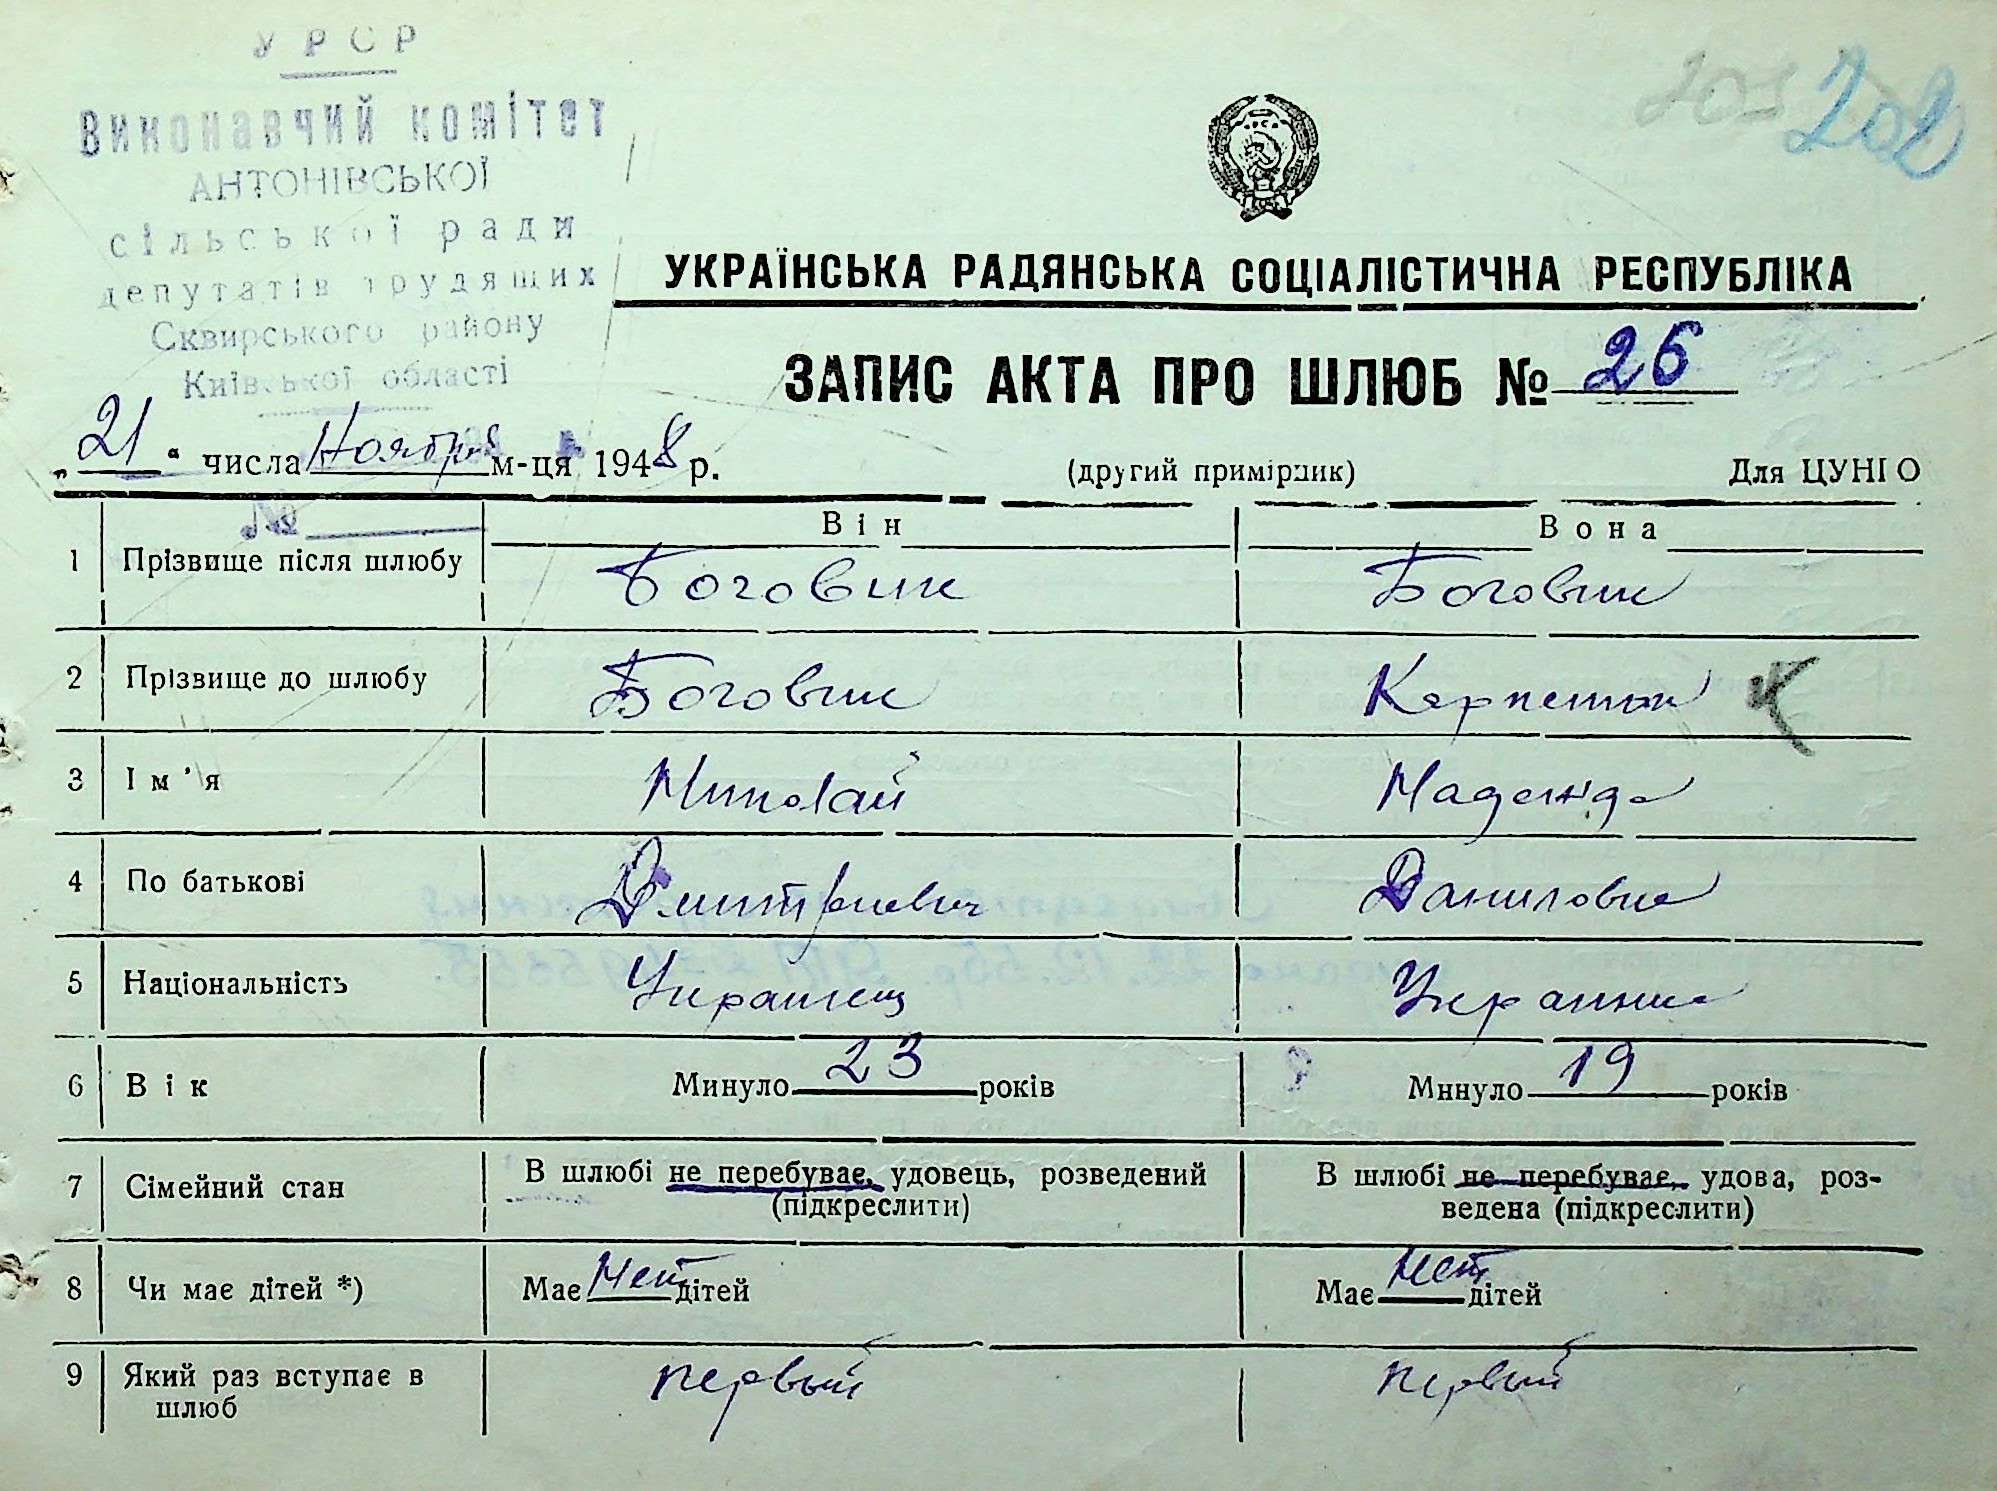 УРСР
Виконавчий комітет
АНТОНІВСЬКОЇ
сільської ради
депутатів трудящих
Сквирського району
Київської області
201 202
УКРАЇНСЬКА РАДЯНСЬКА СОЦІАЛІСТИЧНА РЕСПУБЛІКА
ЗАПИС АКТА ПРО ШЛЮБ № 26
„21“ числа Ноября м-ця 1948 р.
(другий примірник) Для ЦУНГО
№
Він Вона
1 Прізвище після шлюбу Боговик Боговик
2 Прізвище до шлюбу Боговик К
3 Ім'я Николай Надежда
4 По батькові Дмитриевич Даниловна
5 Національність Украинец Украинка
6 Вік Минуло 23 років Минуло 19 років
7 Сімейний стан В шлюбі не перебуває, удовець, розведений (підкреслити) В шлюбі не перебуває, удова, роз-
ведена (підкреслити)
8 Чи має дітей *) Має Нет дітей Має Нет дітей
9 Який раз вступає в шлюб первый первый